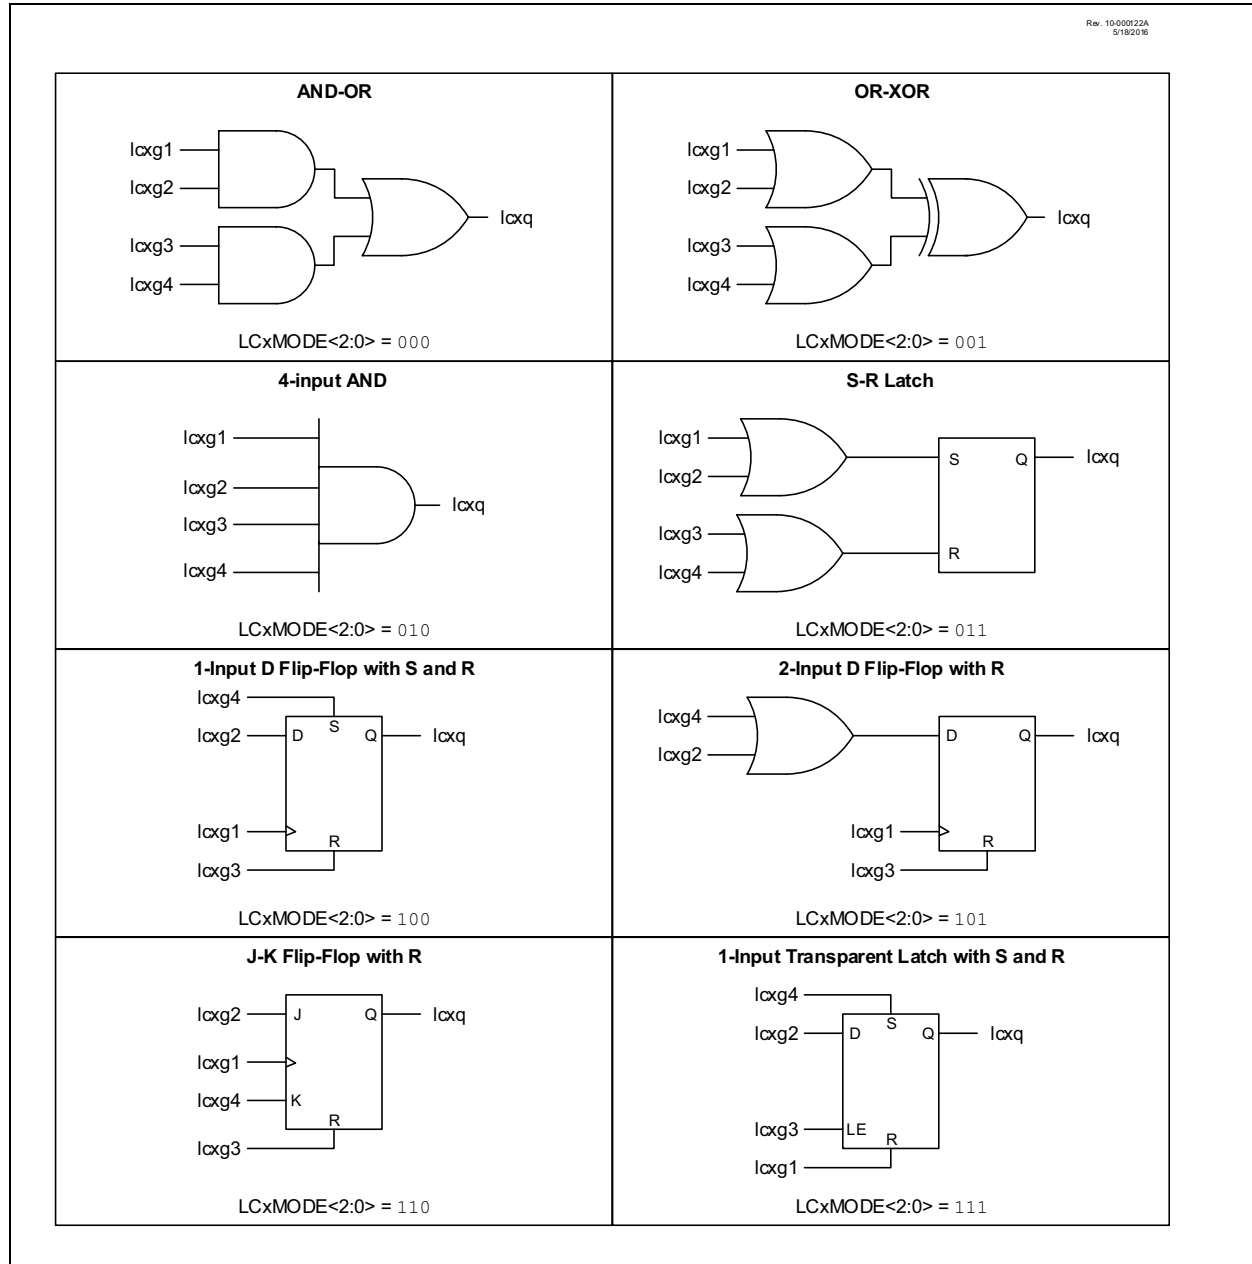 Rev. 10-000122A
5/18/2016
AND-OR
lcxg1
lcxg2
lcxg3
lcxg4
lcxq
LCxMODE<2:0> = 000
OR-XOR
lcxg1
lcxg2
lcxg3
lcxg4
lcxq
LCxMODE<2:0> = 001
4-input AND
lcxg1
lcxg2
lcxg3
lcxg4
lcxq
LCxMODE<2:0> = 010
S-R Latch
lcxg1
lcxg2
lcxg3
lcxg4
S
Q
R
lcxq
LCxMODE<2:0> = 011
1-Input D Flip-Flop with S and R
lcxg4
lcxg2
D
S
Q
lcxq
lcxg1
R
lcxg3
LCxMODE<2:0> = 100
2-Input D Flip-Flop with R
lcxg4
lcxg2
D
Q
lcxq
lcxg1
R
lcxg3
LCxMODE<2:0> = 101
J-K Flip-Flop with R
lcxg2
J
Q
lcxq
lcxg1
lcxg4
K
R
lcxg3
LCxMODE<2:0> = 110
1-Input Transparent Latch with S and R
lcxg4
lcxg2
D
S
Q
lcxq
lcxg3
LE
R
lcxg1
LCxMODE<2:0> = 111